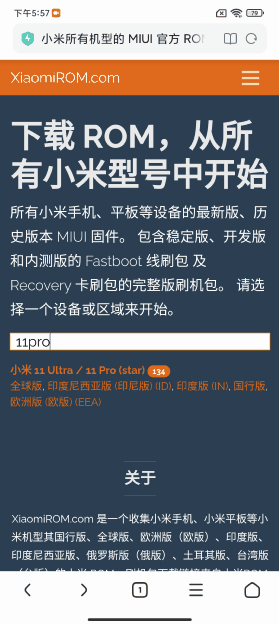 下午5:57
79
小米所有机型的 MIUI 官方 ROM
XiaomiROM.com
下载 ROM，从所
有小米型号中开始
所有小米手机、平板等设备的最新版、历
史版本 MIUI 固件。 包含稳定版、开发版
和内测版的 Fastboot 线刷包 及
Recovery 卡刷包的完整版刷机包。 请选
择一个设备或区域来开始。
11pro
小米 11 Ultra / 11 Pro (star) 134
全球版, 印度尼西亚版 (印尼版) (ID), 印度版 (IN), 国行版,
欧洲版 (欧版) (EEA)
关于
XiaomiROM.com 是一个收集小米手机、小米平板等小
米机型其国行版、全球版、欧洲版（欧版）、印度版、
印度尼西亚版、俄罗斯版（俄版）、土耳其版、台湾版
1